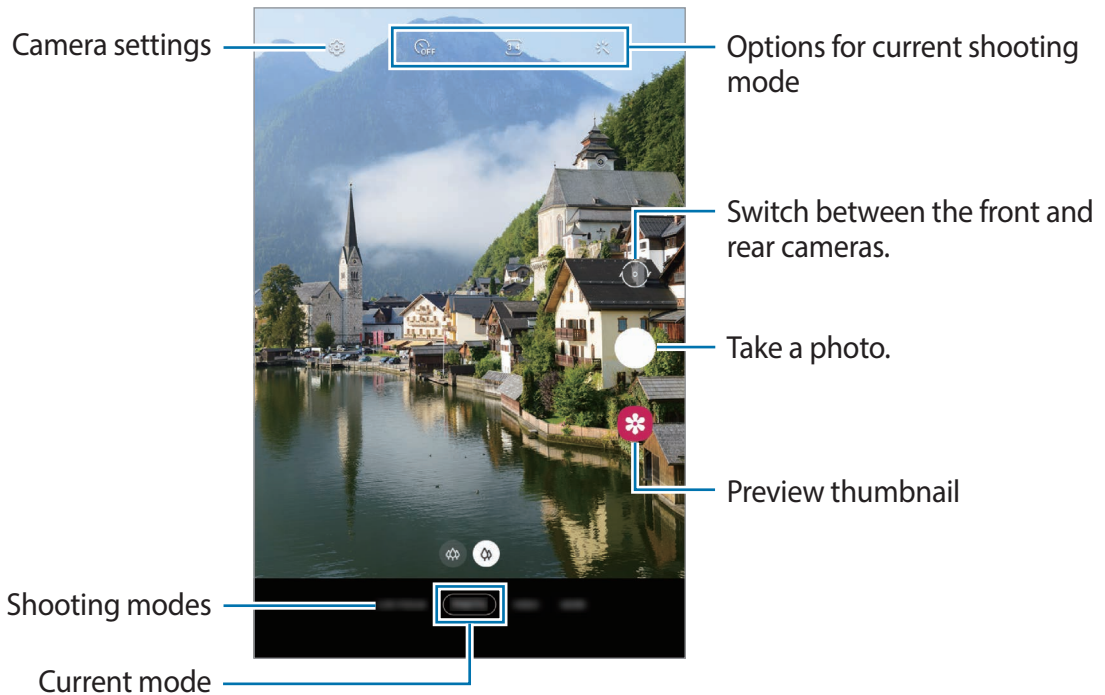 Camera settings
Options for current shooting
mode
OFF
Switch between the front and
rear cameras.
Take a photo.
Preview thumbnail
Shooting modes
Current mode